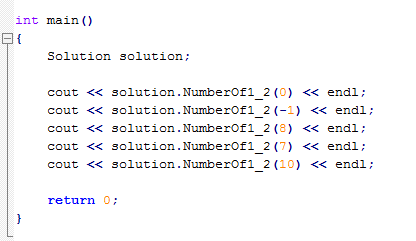 int main()
{
    Solution solution;

    cout << solution.NumberOf1_2(0) << endl;
    cout << solution.NumberOf1_2(-1) << endl;
    cout << solution.NumberOf1_2(8) << endl;
    cout << solution.NumberOf1_2(7) << endl;
    cout << solution.NumberOf1_2(10) << endl;

    return 0;
}